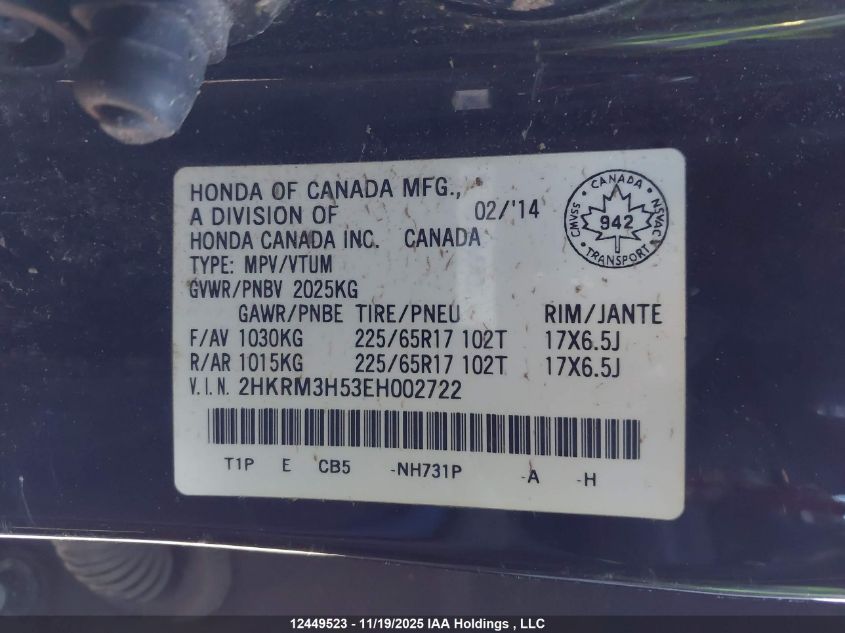 HONDA OF CANADA MFG.,
A DIVISION OF 02/'14
HONDA CANADA INC. CANADA
TYPE: MPV/VTUM
GVWR/PNBV 2025KG
GAWR/PNBE TIRE/PNEU RIM/JANTE
F/AV 1030KG 225/65R17 102T 17X6.5J
R/AR 1015KG 225/65R17 102T 17X6.5J
V.I.N. 2HKRM3H53EH002722
T1P E CB5 -NH731P -A -H
CANADA
CMVSS 942 NSVAC
TRANSPORT
12449523 - 11/19/2025 IAA Holdings , LLC